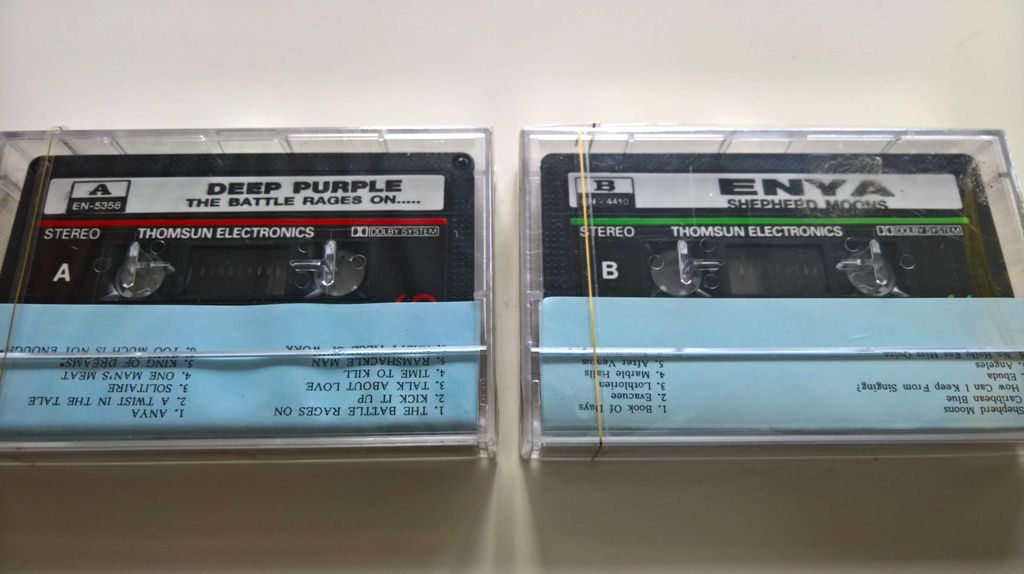 A
EN-5358
DEEP PURPLE
THE BATTLE RAGES ON.....
STEREO THOMSUN ELECTRONICS DOLBY SYSTEM
A
1. THE BATTLE RAGES ON
2. KICK IT UP
3. TALK ABOUT LOVE
4. TIME TO KILL
5. RAMSHACKLE MAN
1. ANYA
2. A TWIST IN THE TALE
3. SOLITAIRE
4. ONE MAN'S MEAT
5. KING OF DREAMS
6. TOO MUCH IS NOT ENOUGH
B
EN-4410
ENYA
SHEPHERD MOONS
STEREO THOMSUN ELECTRONICS DOLBY SYSTEM
B
Shepherd Moons
Caribbean Blue
How Can I Keep From Singing?
Ebuda
Angeles
1. Book Of Days
2. Evacuee
3. Lothlorien
4. Marble Halls
5. After Ventus